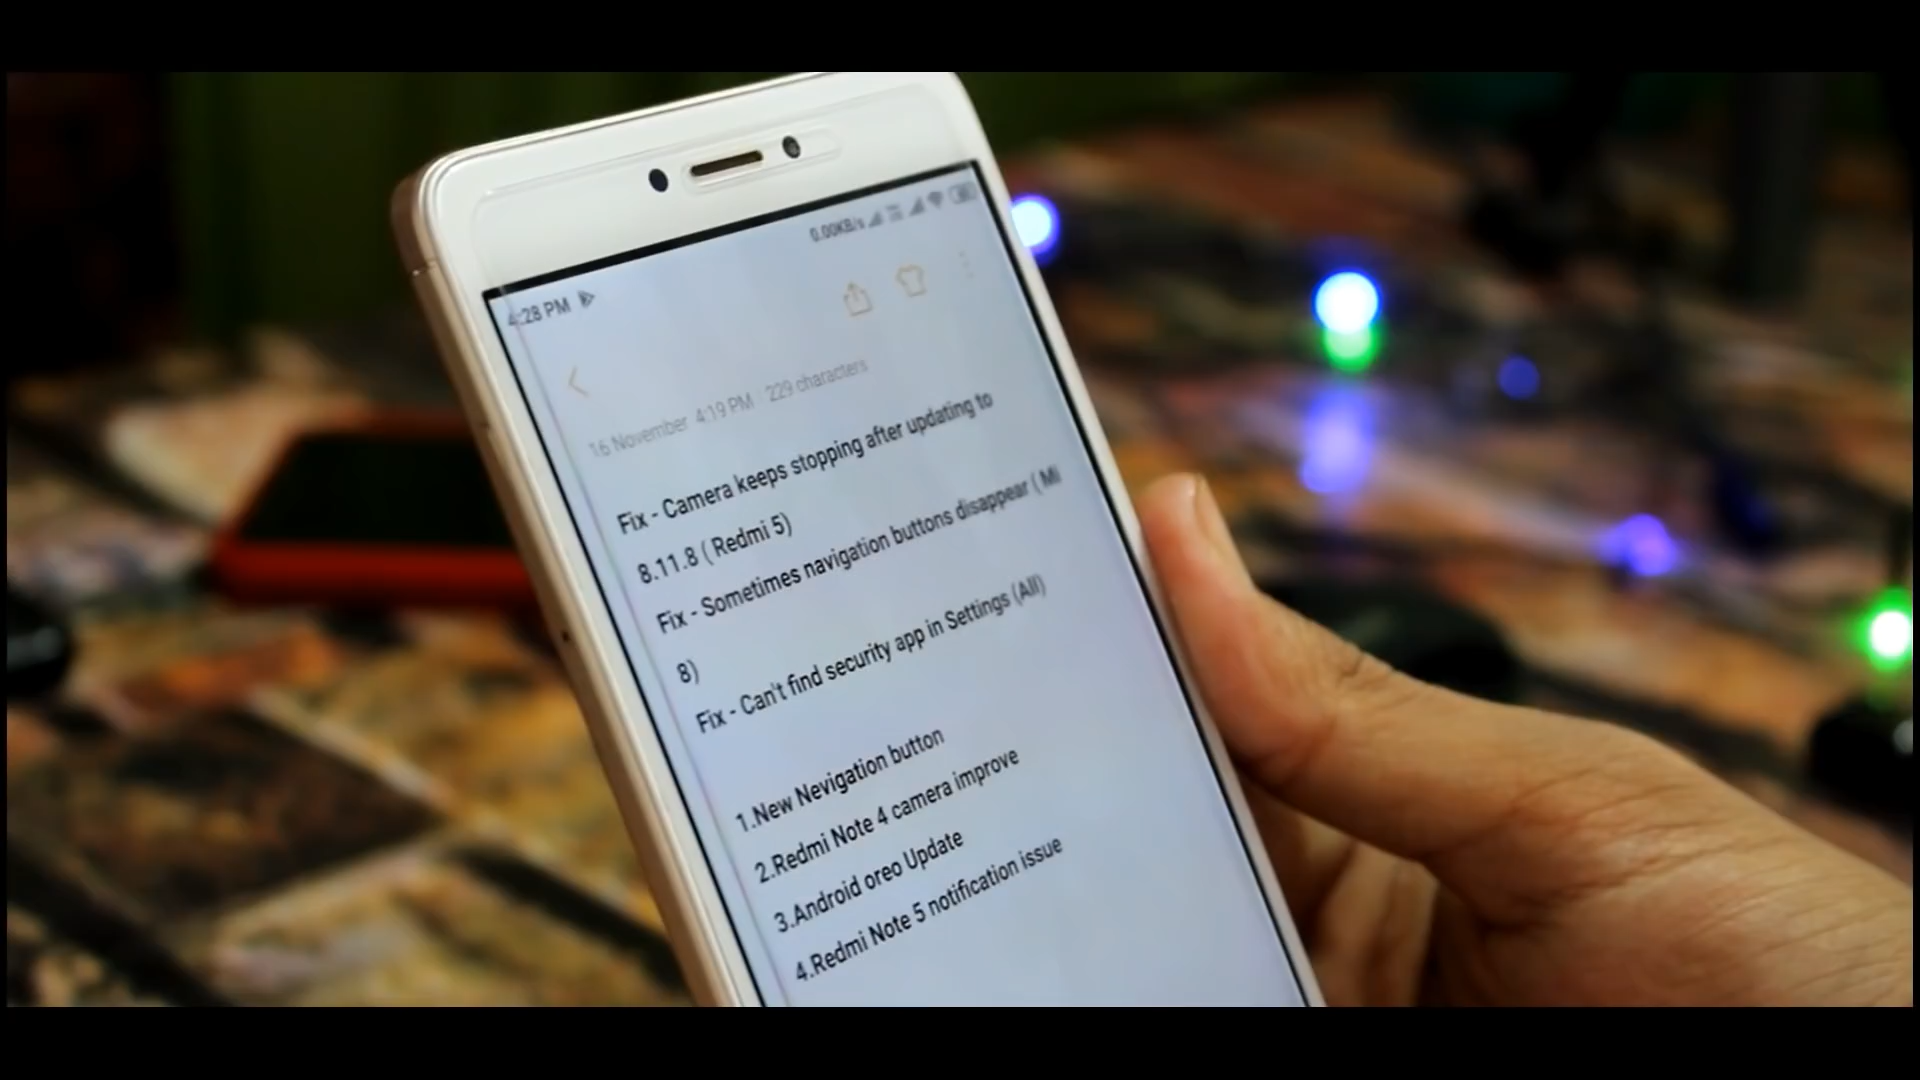 0.00KB/s
4:28 PM
16 November 4:19 PM 229 characters
Fix - Camera keeps stopping after updating to
8.11.8 ( Redmi 5)
Fix - Sometimes navigation buttons disappear ( Mi
8)
Fix - Can't find security app in Settings (All)
1.New Nevigation button
2.Redmi Note 4 camera improve
3.Android oreo Update
4.Redmi Note 5 notification issue